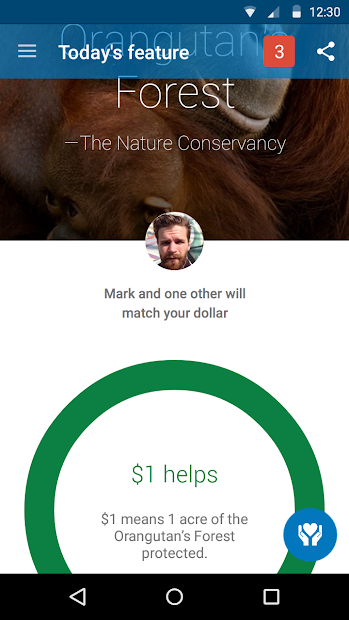 12:30
Orangutan's
Today's feature
3
Forest
—The Nature Conservancy
Mark and one other will
match your dollar
$1 helps
$1 means 1 acre of the
Orangutan's Forest
protected.